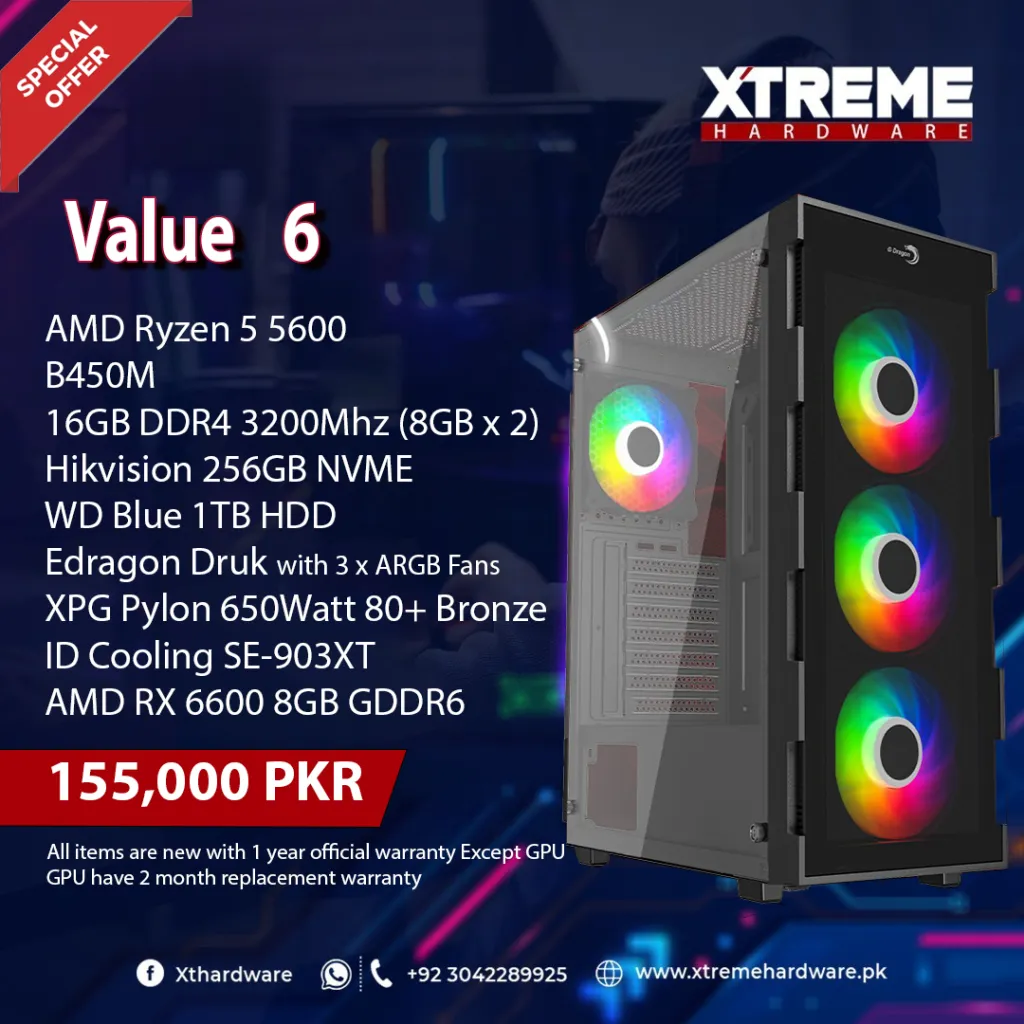 SPECIAL
OFFER
XTREME
HARDWARE
Value 6
G Dragon
AMD Ryzen 5 5600
B450M
16GB DDR4 3200Mhz (8GB x 2)
Hikvision 256GB NVME
WD Blue 1TB HDD
Edragon Druk with 3 x ARGB Fans
XPG Pylon 650Watt 80+ Bronze
ID Cooling SE-903XT
AMD RX 6600 8GB GDDR6
155,000 PKR
All items are new with 1 year official warranty Except GPU
GPU have 2 month replacement warranty
Xthardware +92 3042289925 www.xtremehardware.pk